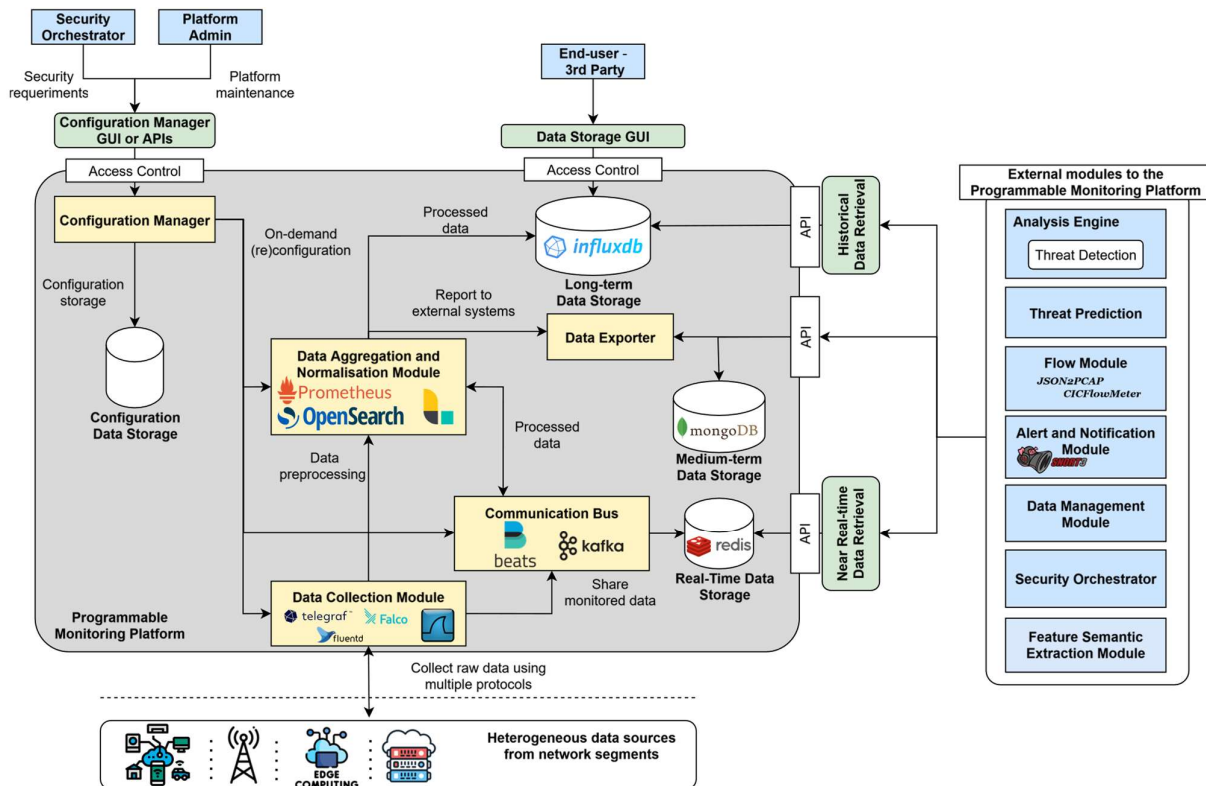 Security
Orchestrator
Platform
Admin
Security
requeriments
Platform
maintenance
End-user -
3rd Party
Configuration Manager
GUI or APIs
Data Storage GUI
Access Control
Access Control
Configuration Manager
On-demand
(re)configuration
Processed
data
influxdb
Long-term
Data Storage
API
Historical
Data Retrieval
Configuration
storage
Configuration
Data Storage
Report to
external systems
Data Exporter
API
Data Aggregation and
Normalisation Module
Prometheus
OpenSearch
mongoDB
Medium-term
Data Storage
Data
preprocessing
Processed
data
Communication Bus
beats
kafka
redis
Real-Time Data
Storage
API
Near Real-time
Data Retrieval
Share
monitored data
Data Collection Module
telegraf™
Falco
fluentd
Programmable
Monitoring Platform
Collect raw data using
multiple protocols
EDGE
COMPUTING
Heterogeneous data sources
from network segments
External modules to the
Programmable Monitoring Platform
Analysis Engine
Threat Detection
Threat Prediction
Flow Module
JSON2PCAP
CICFlowMeter
Alert and Notification
Module
SNORT3
Data Management
Module
Security Orchestrator
Feature Semantic
Extraction Module